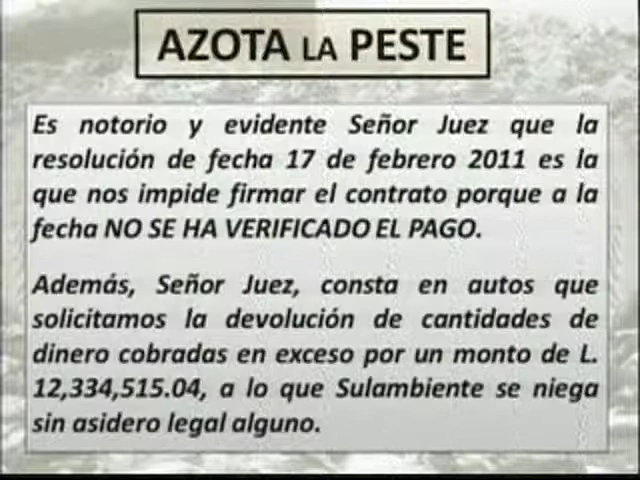 AZOTA LA PESTE
Es notorio y evidente Señor Juez que la
resolución de fecha 17 de febrero 2011 es la
que nos impide firmar el contrato porque a la
fecha NO SE HA VERIFICADO EL PAGO.
Además, Señor Juez, consta en autos que
solicitamos la devolución de cantidades de
dinero cobradas en exceso por un monto de L.
12,334,515.04, a lo que Sulambiente se niega
sin asidero legal alguno.